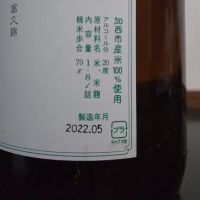 加西市産米100%使用
アルコール分 20度
原材料名 米、米麹
内容量 1.8ℓ詰
精米歩合 70%
製造年月
2022.05
プラ
富久錦